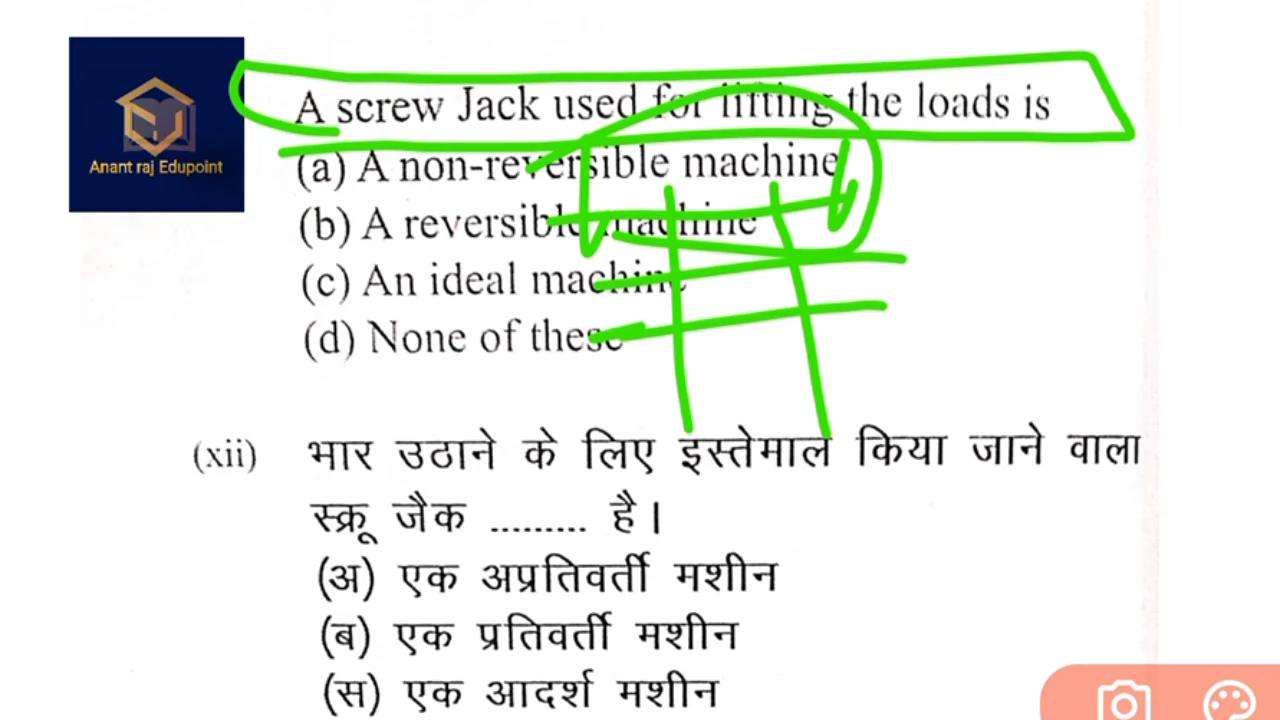 Anant raj Edupoint
A screw Jack used for lifting the loads is
(a) A non-reversible machine
(b) A reversible machine
(c) An ideal machine
(d) None of these
(xii) भार उठाने के लिए इस्तेमाल किया जाने वाला
स्क्रू जैक ......... है।
(अ) एक अप्रतिवर्ती मशीन
(ब) एक प्रतिवर्ती मशीन
(स) एक आदर्श मशीन